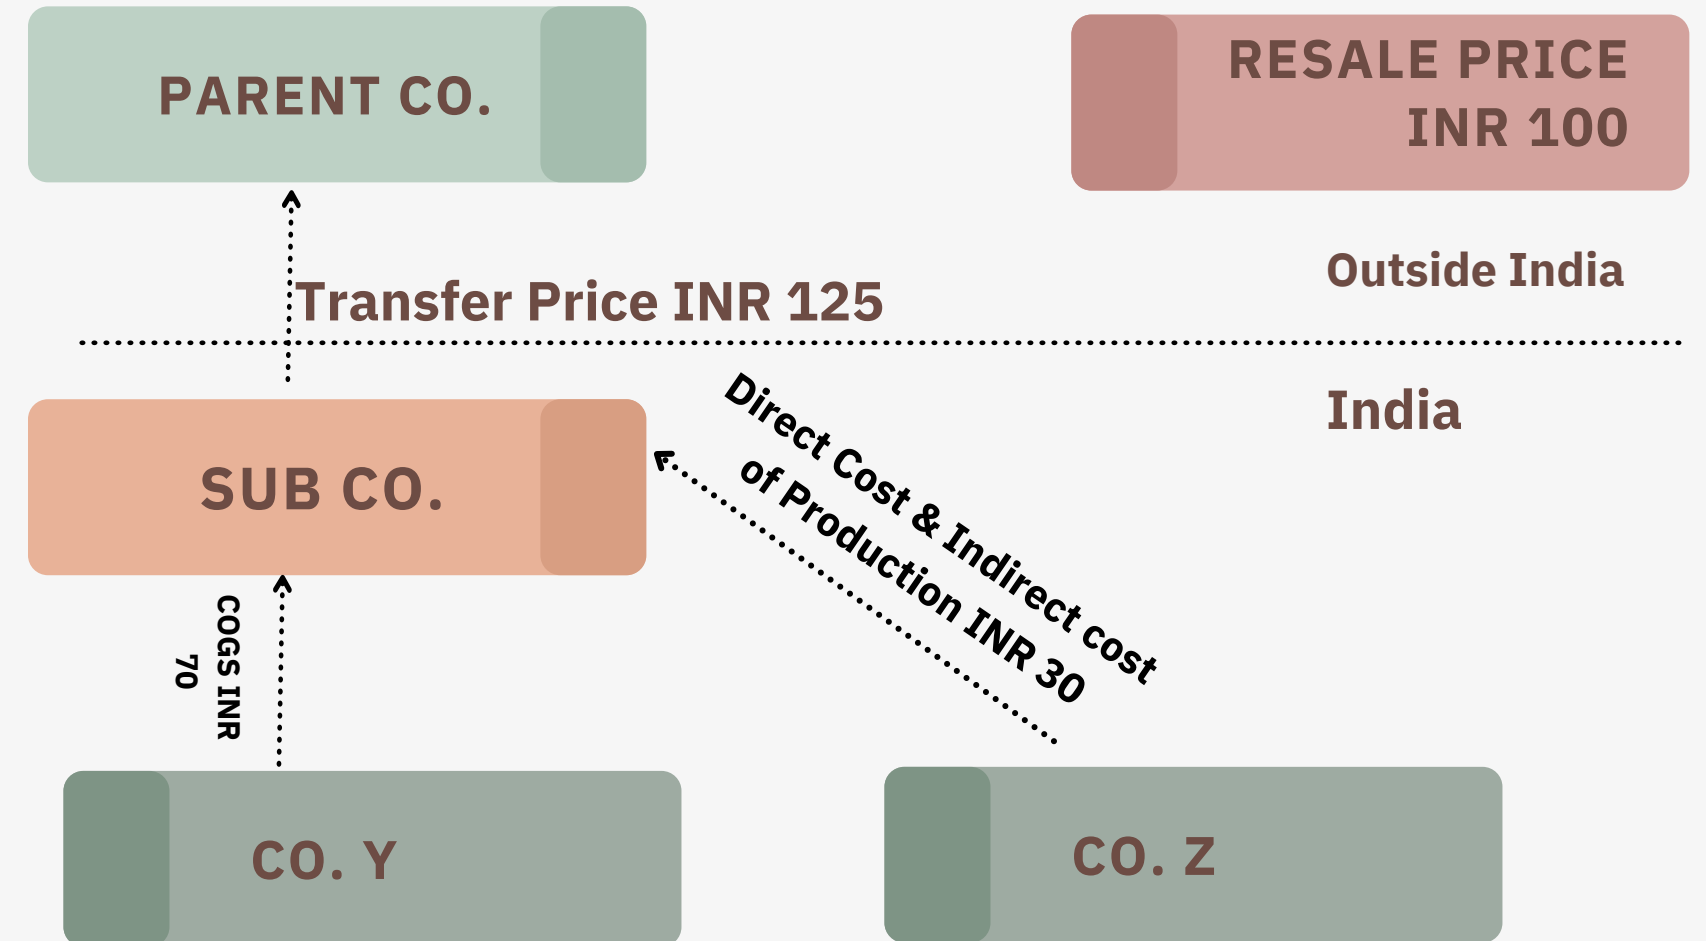 PARENT CO.
RESALE PRICE
INR 100
Outside India
Transfer Price INR 125
India
Direct Cost & Indirect cost
of Production INR 30
SUB CO.
COGS INR
70
CO. Y
CO. Z